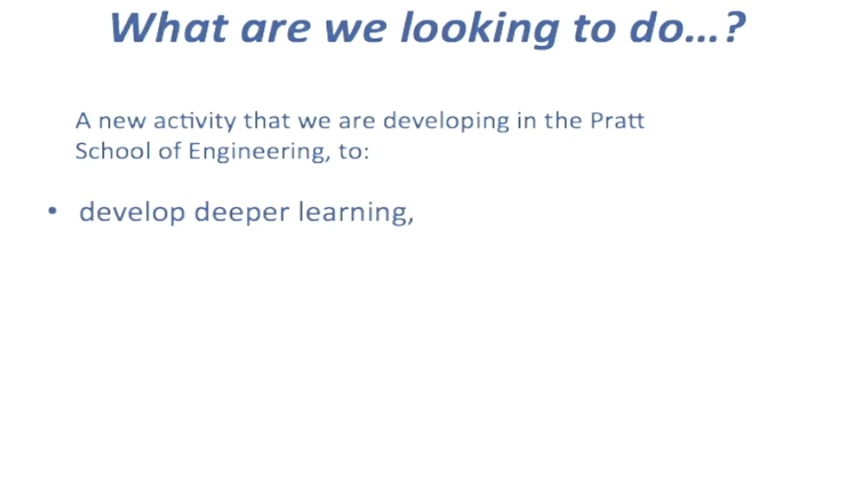 What are we looking to do...?
A new activity that we are developing in the Pratt
School of Engineering, to:
• develop deeper learning,